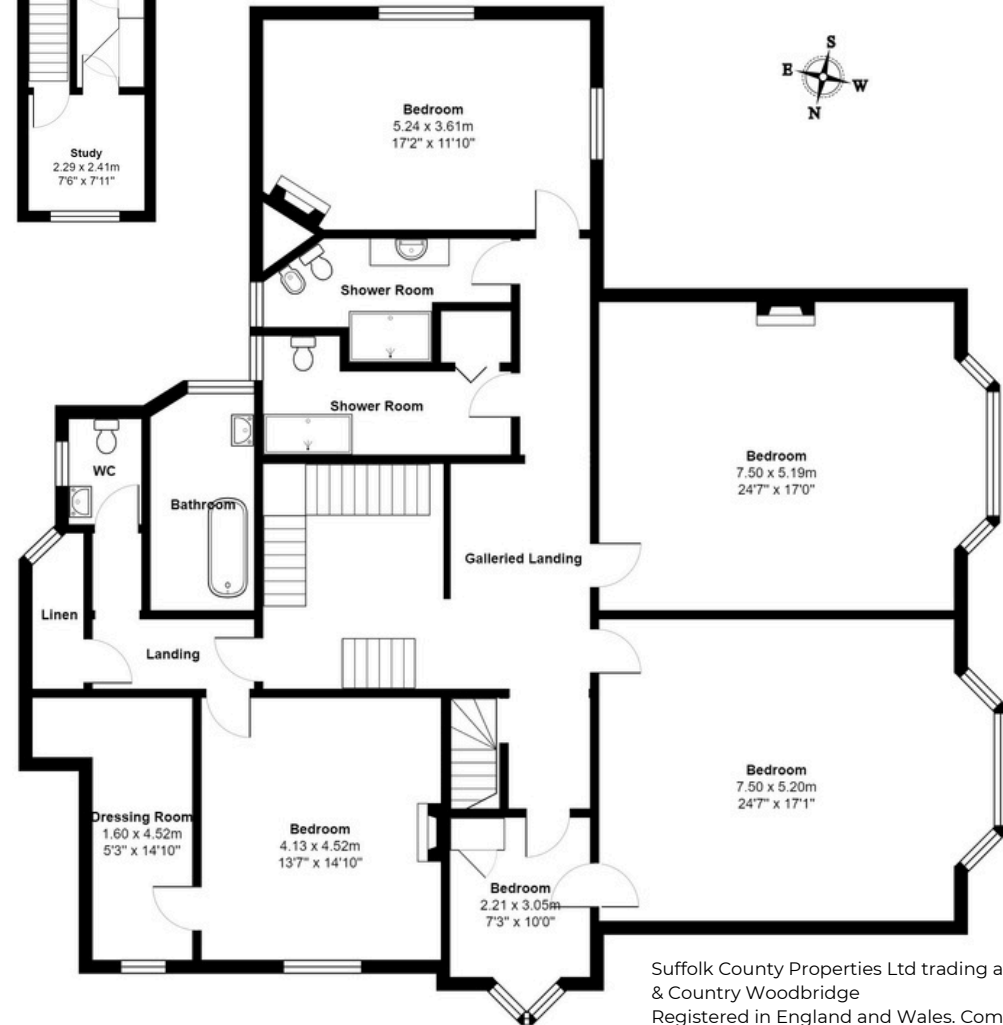 S
E
W
N
Bedroom
5.24 x 3.61m
17'2" x 11'10"
Study
2.29 x 2.41m
7'6" x 7'11"
Shower Room
Shower Room
Bedroom
7.50 x 5.19m
24'7" x 17'0"
WC
Bathroom
Galleried Landing
Linen
Landing
Bedroom
7.50 x 5.20m
24'7" x 17'1"
Dressing Room
1.60 x 4.52m
5'3" x 14'10"
Bedroom
4.13 x 4.52m
13'7" x 14'10"
Bedroom
2.21 x 3.05m
7'3" x 10'0"
Suffolk County Properties Ltd trading a
& Country Woodbridge
Registered in England and Wales. Com